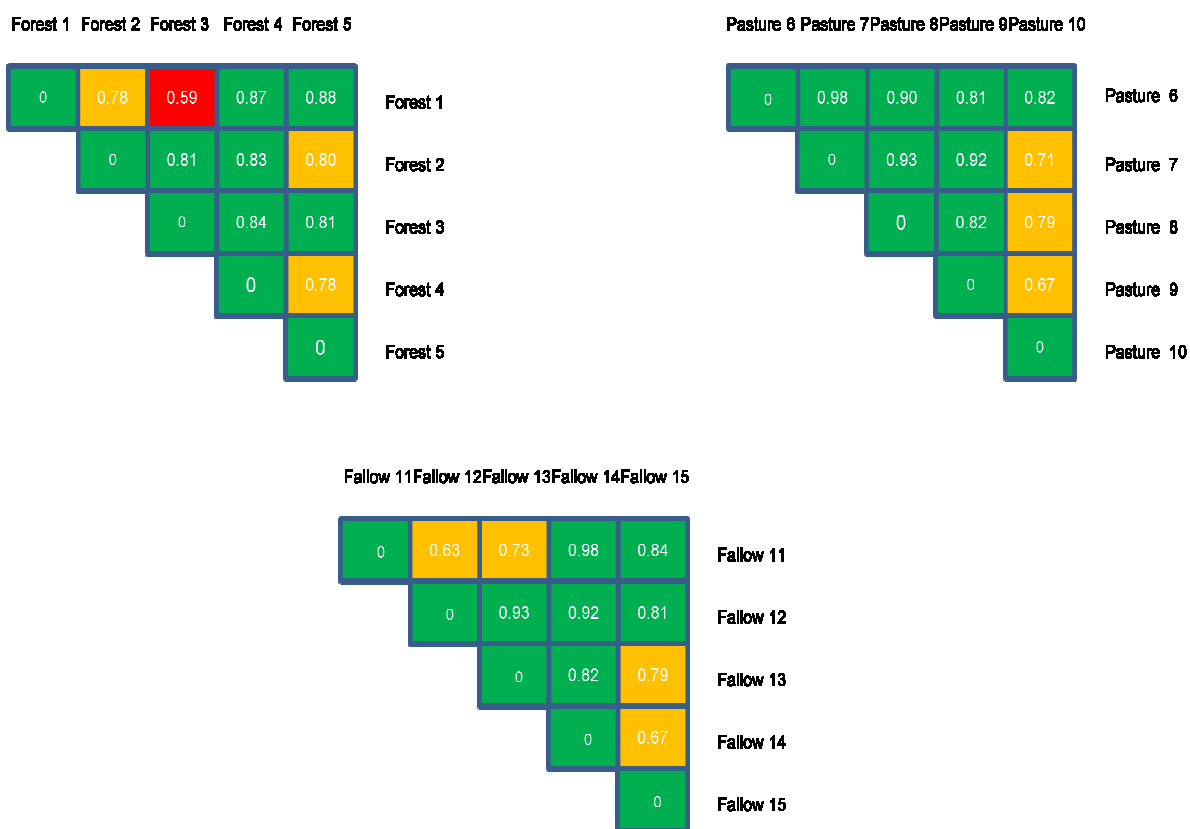 Forest 1 Forest 2 Forest 3 Forest 4 Forest 5
0 0.78 0.59 0.87 0.88 Forest 1
0 0.81 0.83 0.80 Forest 2
0 0.84 0.81 Forest 3
0 0.78 Forest 4
0 Forest 5
Pasture 6 Pasture 7 Pasture 8 Pasture 9 Pasture 10
0 0.98 0.90 0.81 0.82 Pasture 6
0 0.93 0.92 0.71 Pasture 7
0 0.82 0.79 Pasture 8
0 0.67 Pasture 9
0 Pasture 10
Fallow 11 Fallow 12 Fallow 13 Fallow 14 Fallow 15
0 0.63 0.73 0.98 0.84 Fallow 11
0 0.93 0.92 0.81 Fallow 12
0 0.82 0.79 Fallow 13
0 0.67 Fallow 14
0 Fallow 15